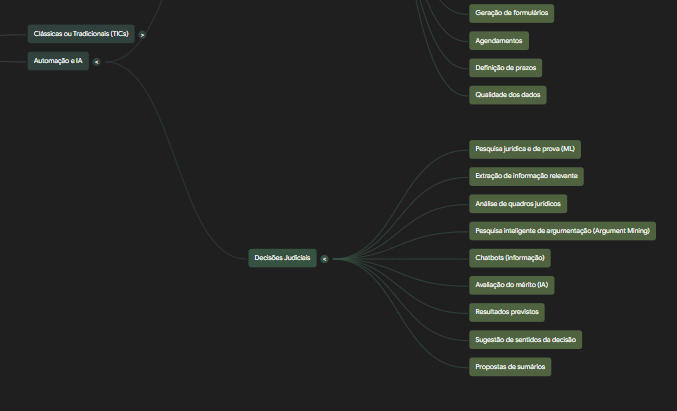 Clássicas ou Tradicionais (TICs)
Automação e IA
Geração de formulários
Agendamentos
Definição de prazos
Qualidade dos dados
Decisões Judiciais
Pesquisa jurídica e de prova (ML)
Extração de informação relevante
Análise de quadros jurídicos
Pesquisa inteligente de argumentação (Argument Mining)
Chatbots (informação)
Avaliação do mérito (IA)
Resultados previstos
Sugestão de sentidos da decisão
Propostas de sumários